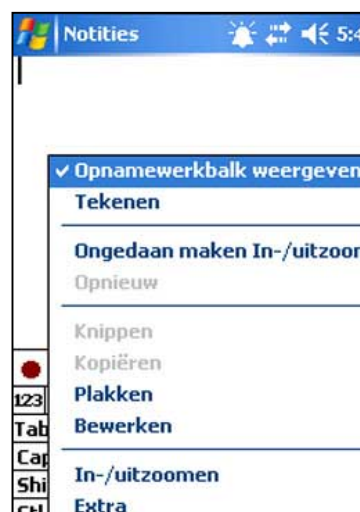 Notities 5:4
Opnamewerkbalk weergeven
Tekenen
Ongedaan maken In-/uitzoom
Opnieuw
Knippen
Kopiëren
Plakken
123
Bewerken
Tab
Cap
In-/uitzoomen
Shi
Extra
Ctl